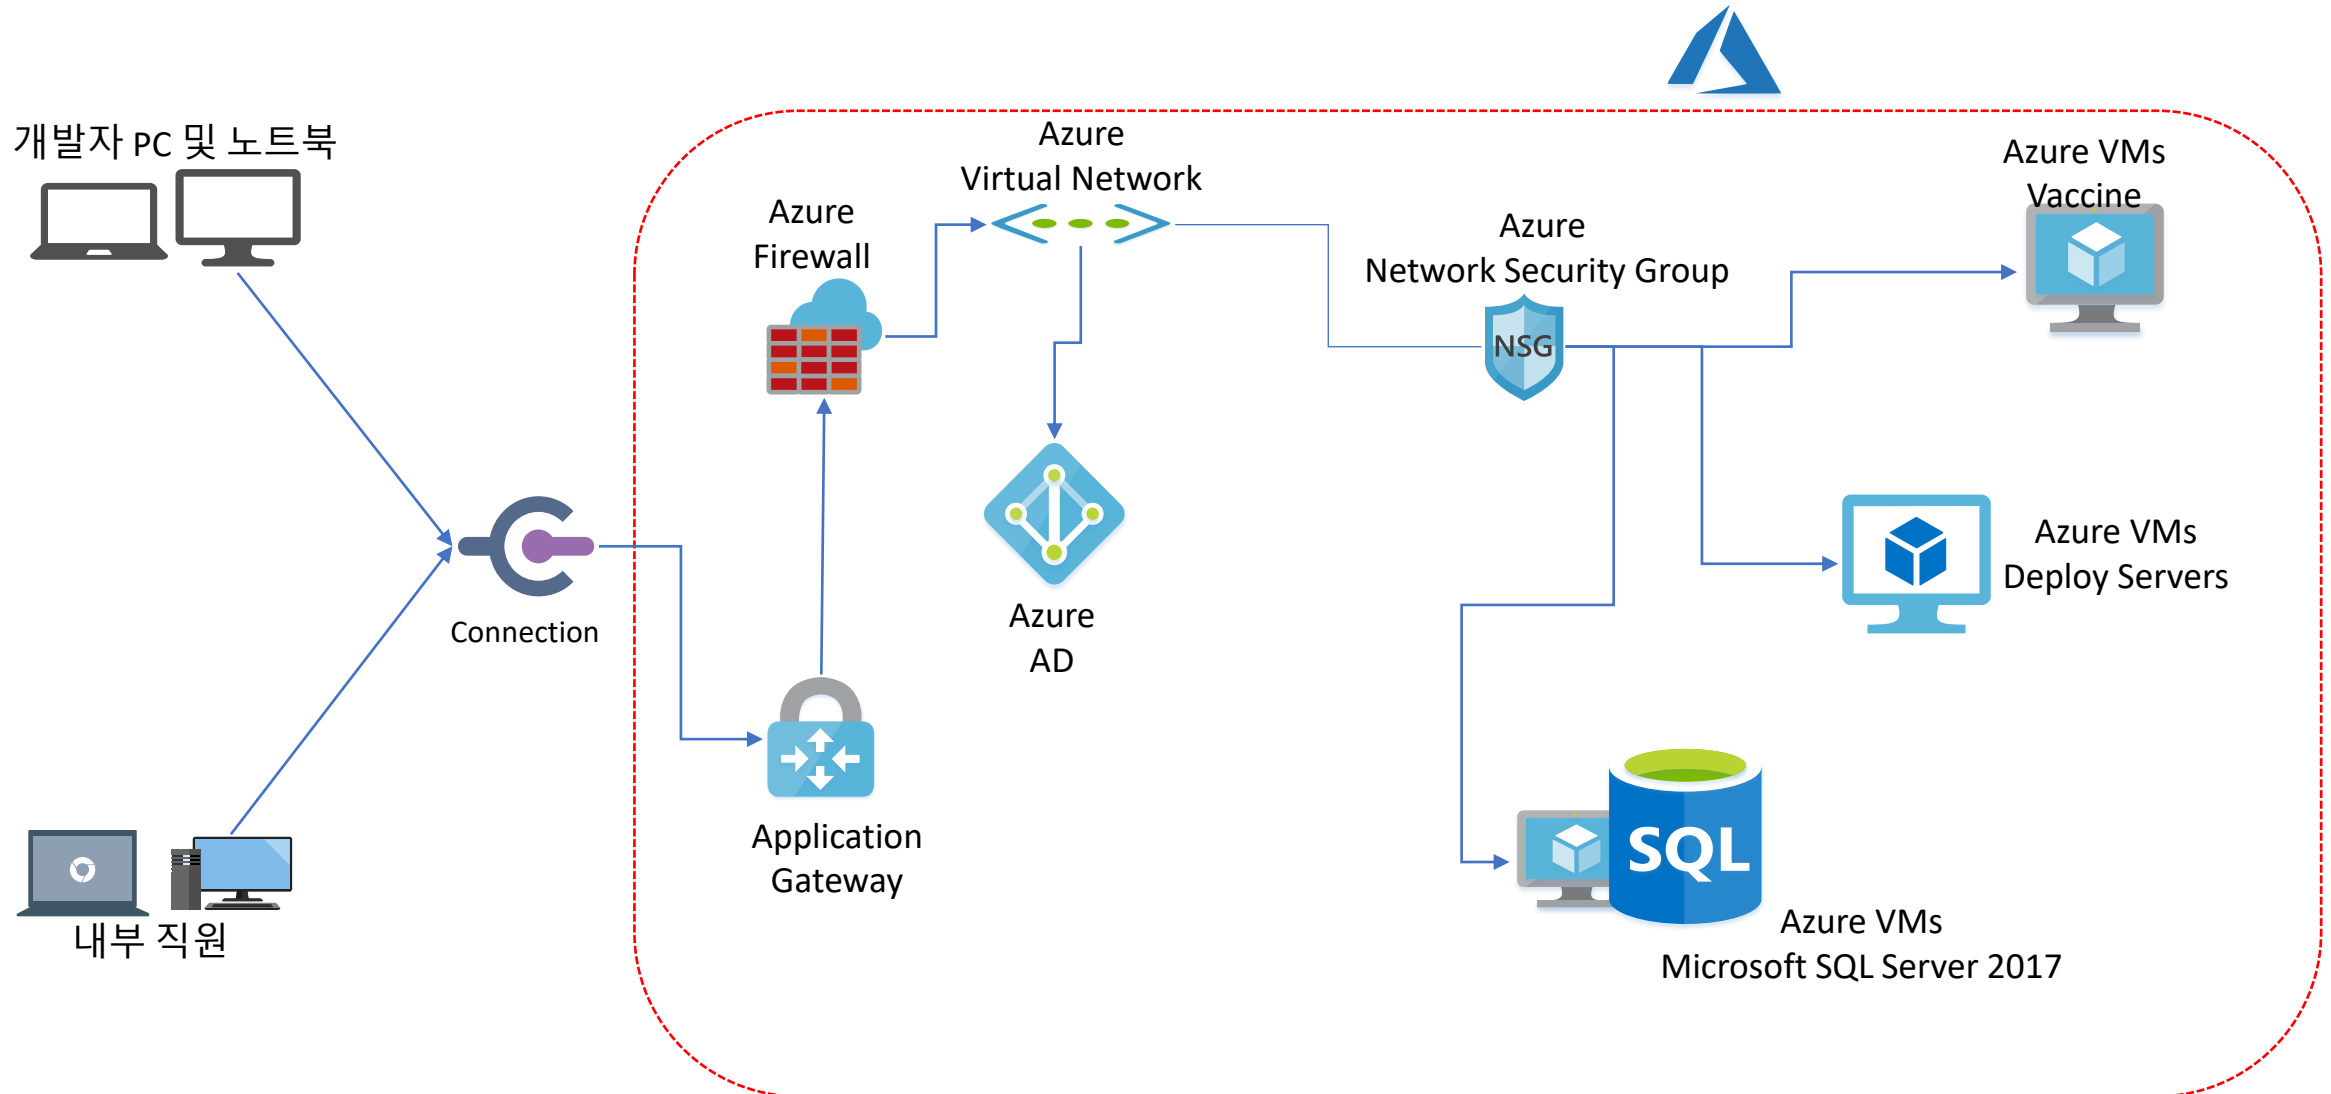 개발자 PC 및 노트북
Azure
Virtual Network
Azure VMs
Vaccine
Azure
Firewall
Azure
Network Security Group
NSG
Azure VMs
Deploy Servers
Connection
Azure
AD
Application
Gateway
SQL
내부 직원
Azure VMs
Microsoft SQL Server 2017